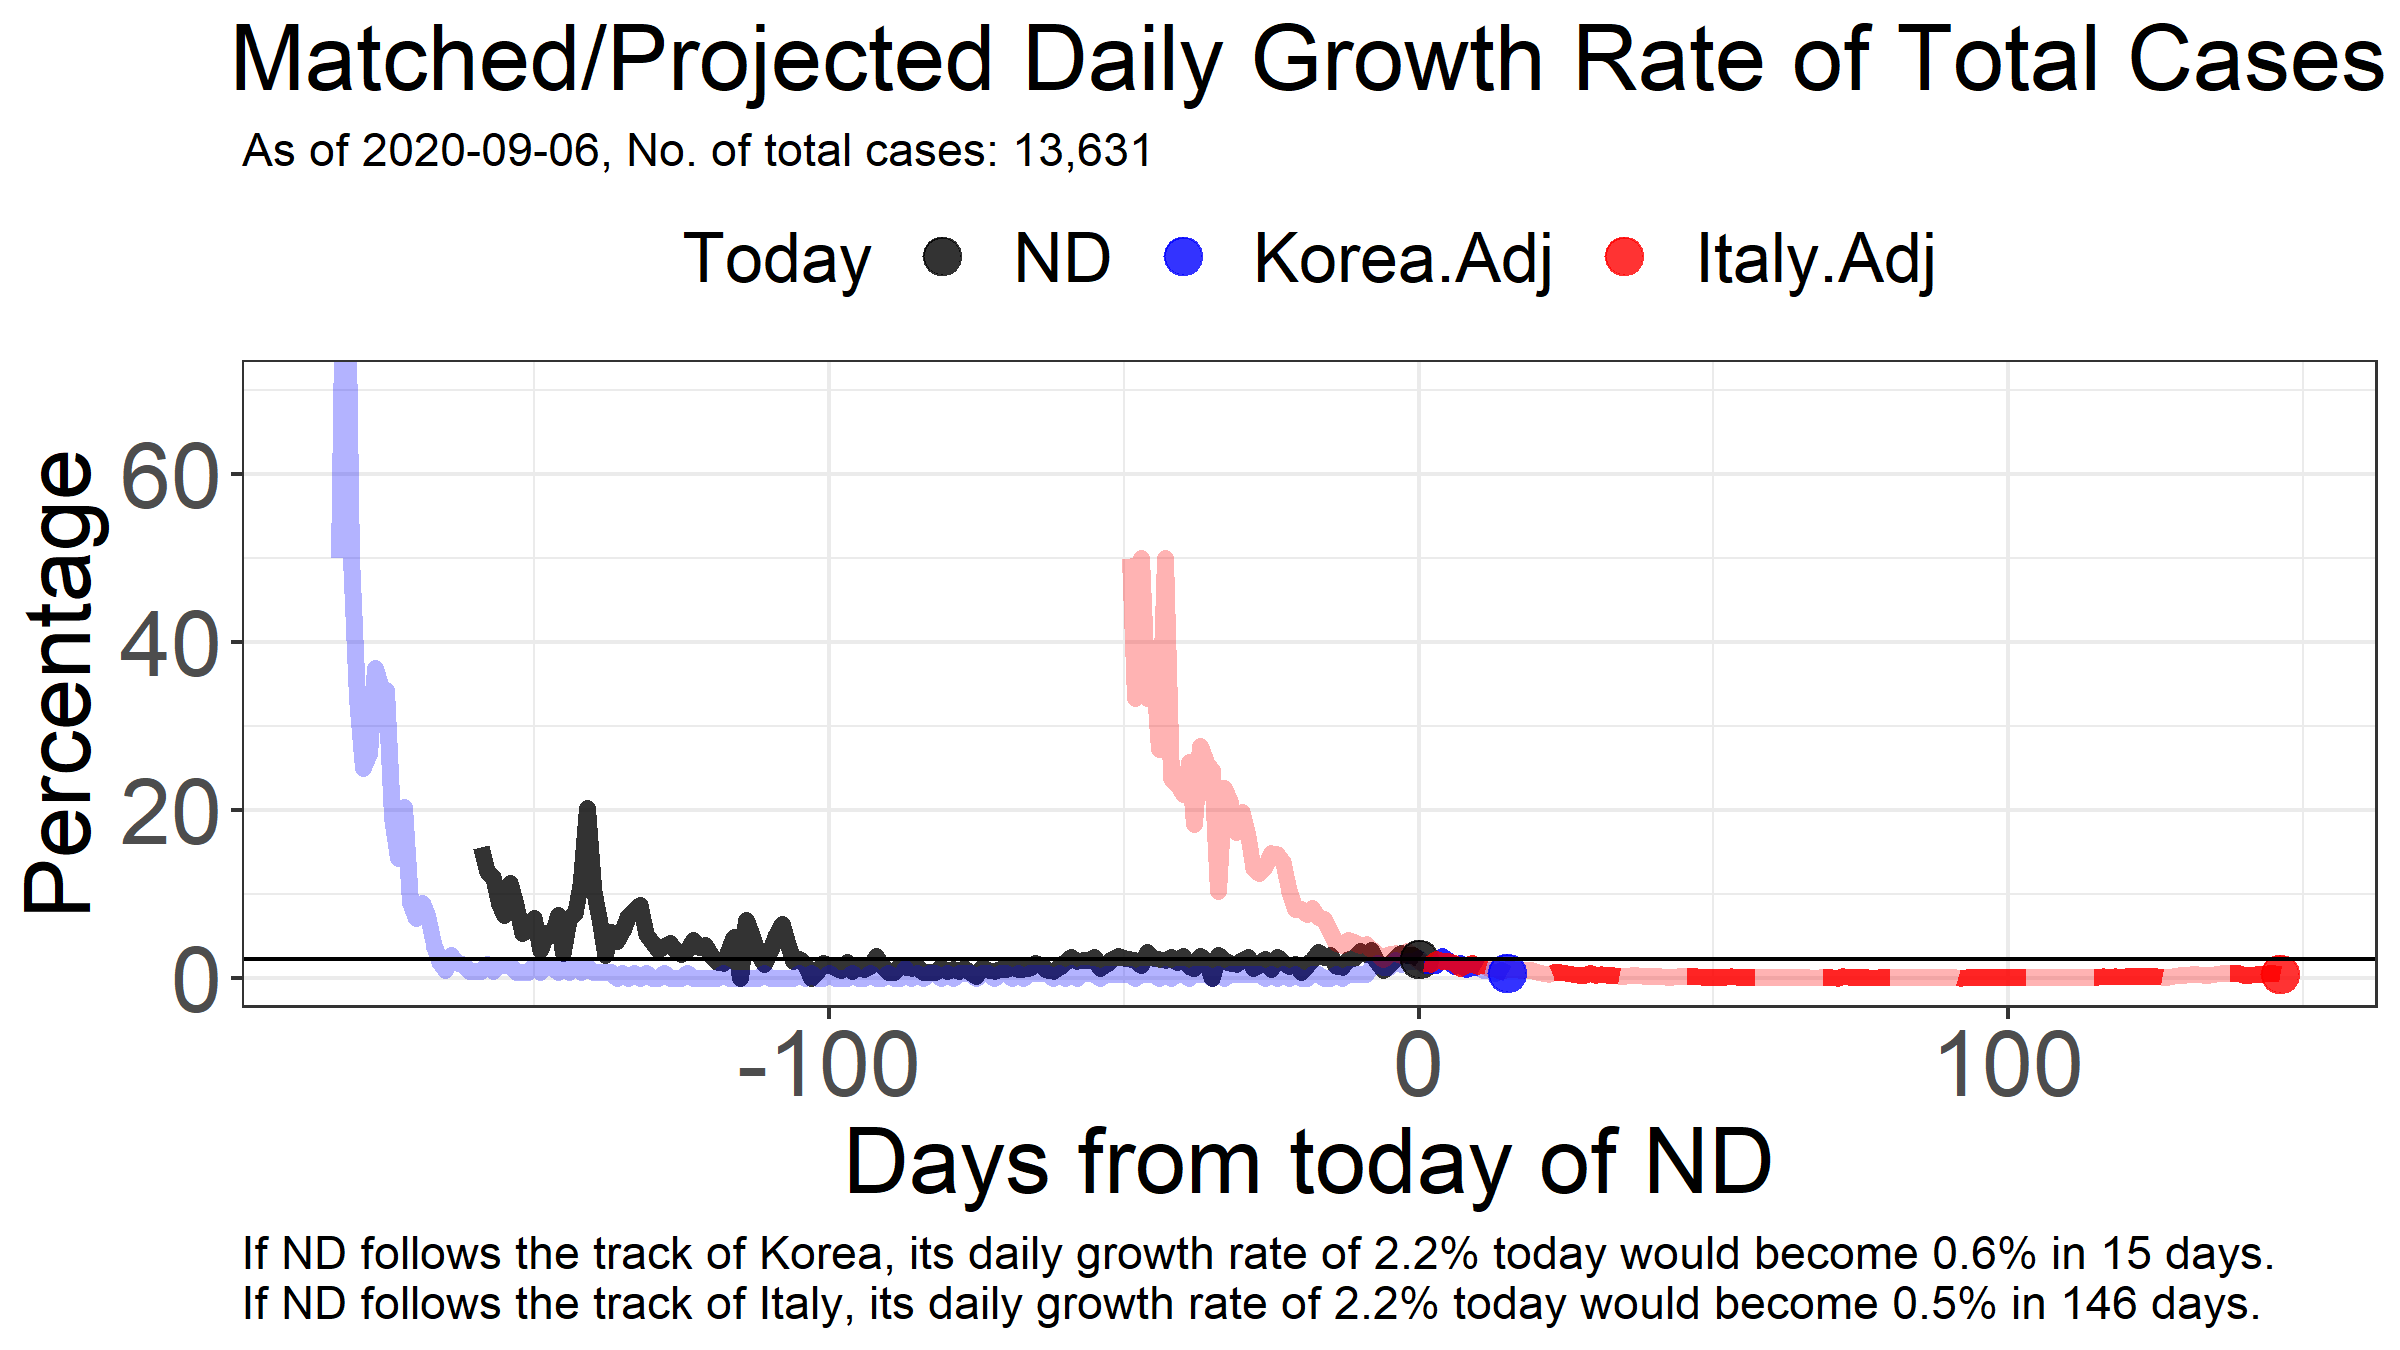 Matched/Projected Daily Growth Rate of Total Cases
As of 2020-09-06, No. of total cases: 13,631
Today ND Korea.Adj Italy.Adj
Percentage
60
40
20
0
-100 0 100
Days from today of ND
If ND follows the track of Korea, its daily growth rate of 2.2% today would become 0.6% in 15 days.
If ND follows the track of Italy, its daily growth rate of 2.2% today would become 0.5% in 146 days.